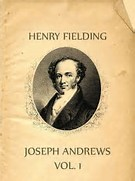 HENRY FIELDING
JOSEPH ANDREWS
VOL. I